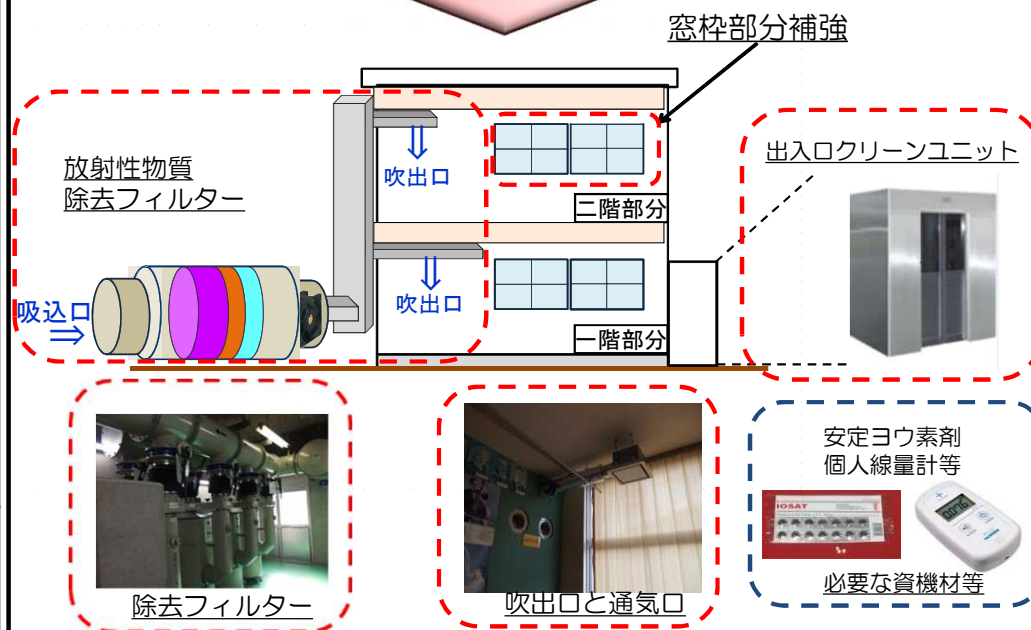 窓枠部分補強
放射性物質
除去フィルター
吹出口
出入口クリーンユニット
二階部分
吸込口
吹出口
一階部分
安定ヨウ素剤
個人線量計等
IOSAT
除去フィルター
吹出口と通気口
必要な資機材等